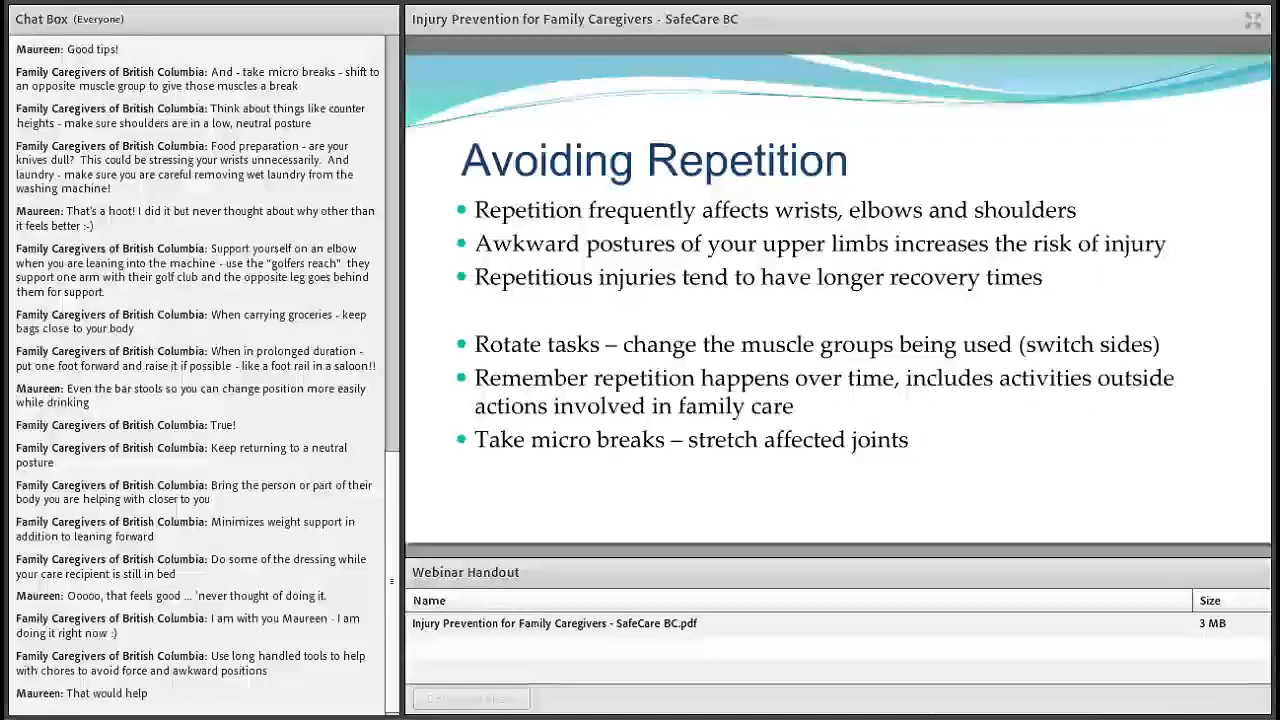 Chat Box (Everyone)
Maureen: Good tips!
Family Caregivers of British Columbia: And - take micro breaks - shift to
an opposite muscle group to give those muscles a break
Family Caregivers of British Columbia: Think about things like counter
heights - make sure shoulders are in a low, neutral posture
Family Caregivers of British Columbia: Food preparation - are your
knives dull? This could be stressing your wrists unnecessarily. And
laundry - make sure you are careful removing wet laundry from the
washing machine!
Maureen: That's a hoot! I did it but never thought about why other than
it feels better :-)
Family Caregivers of British Columbia: Support yourself on an elbow
when you are leaning into the machine - use the "golfers reach" they
support one arm with their golf club and the opposite leg goes behind
them for support.
Family Caregivers of British Columbia: When carrying groceries - keep
bags close to your body
Family Caregivers of British Columbia: When in prolonged duration -
put one foot forward and raise it if possible - like a foot rail in a saloon!!
Maureen: Even the bar stools so you can change position more easily
while drinking
Family Caregivers of British Columbia: True!
Family Caregivers of British Columbia: Keep returning to a neutral
posture
Family Caregivers of British Columbia: Bring the person or part of their
body you are helping with closer to you
Family Caregivers of British Columbia: Minimizes weight support in
addition to leaning forward
Family Caregivers of British Columbia: Do some of the dressing while
your care recipient is still in bed
Maureen: Ooooo, that feels good ... 'never thought of doing it.
Family Caregivers of British Columbia: I am with you Maureen - I am
doing it right now :)
Family Caregivers of British Columbia: Use long handled tools to help
with chores to avoid force and awkward positions
Maureen: That would help
Injury Prevention for Family Caregivers - SafeCare BC
Avoiding Repetition
• Repetition frequently affects wrists, elbows and shoulders
• Awkward postures of your upper limbs increases the risk of injury
• Repetitious injuries tend to have longer recovery times
• Rotate tasks – change the muscle groups being used (switch sides)
• Remember repetition happens over time, includes activities outside
actions involved in family care
• Take micro breaks – stretch affected joints
Webinar Handout
Name Size
Injury Prevention for Family Caregivers - SafeCare BC.pdf 3 MB